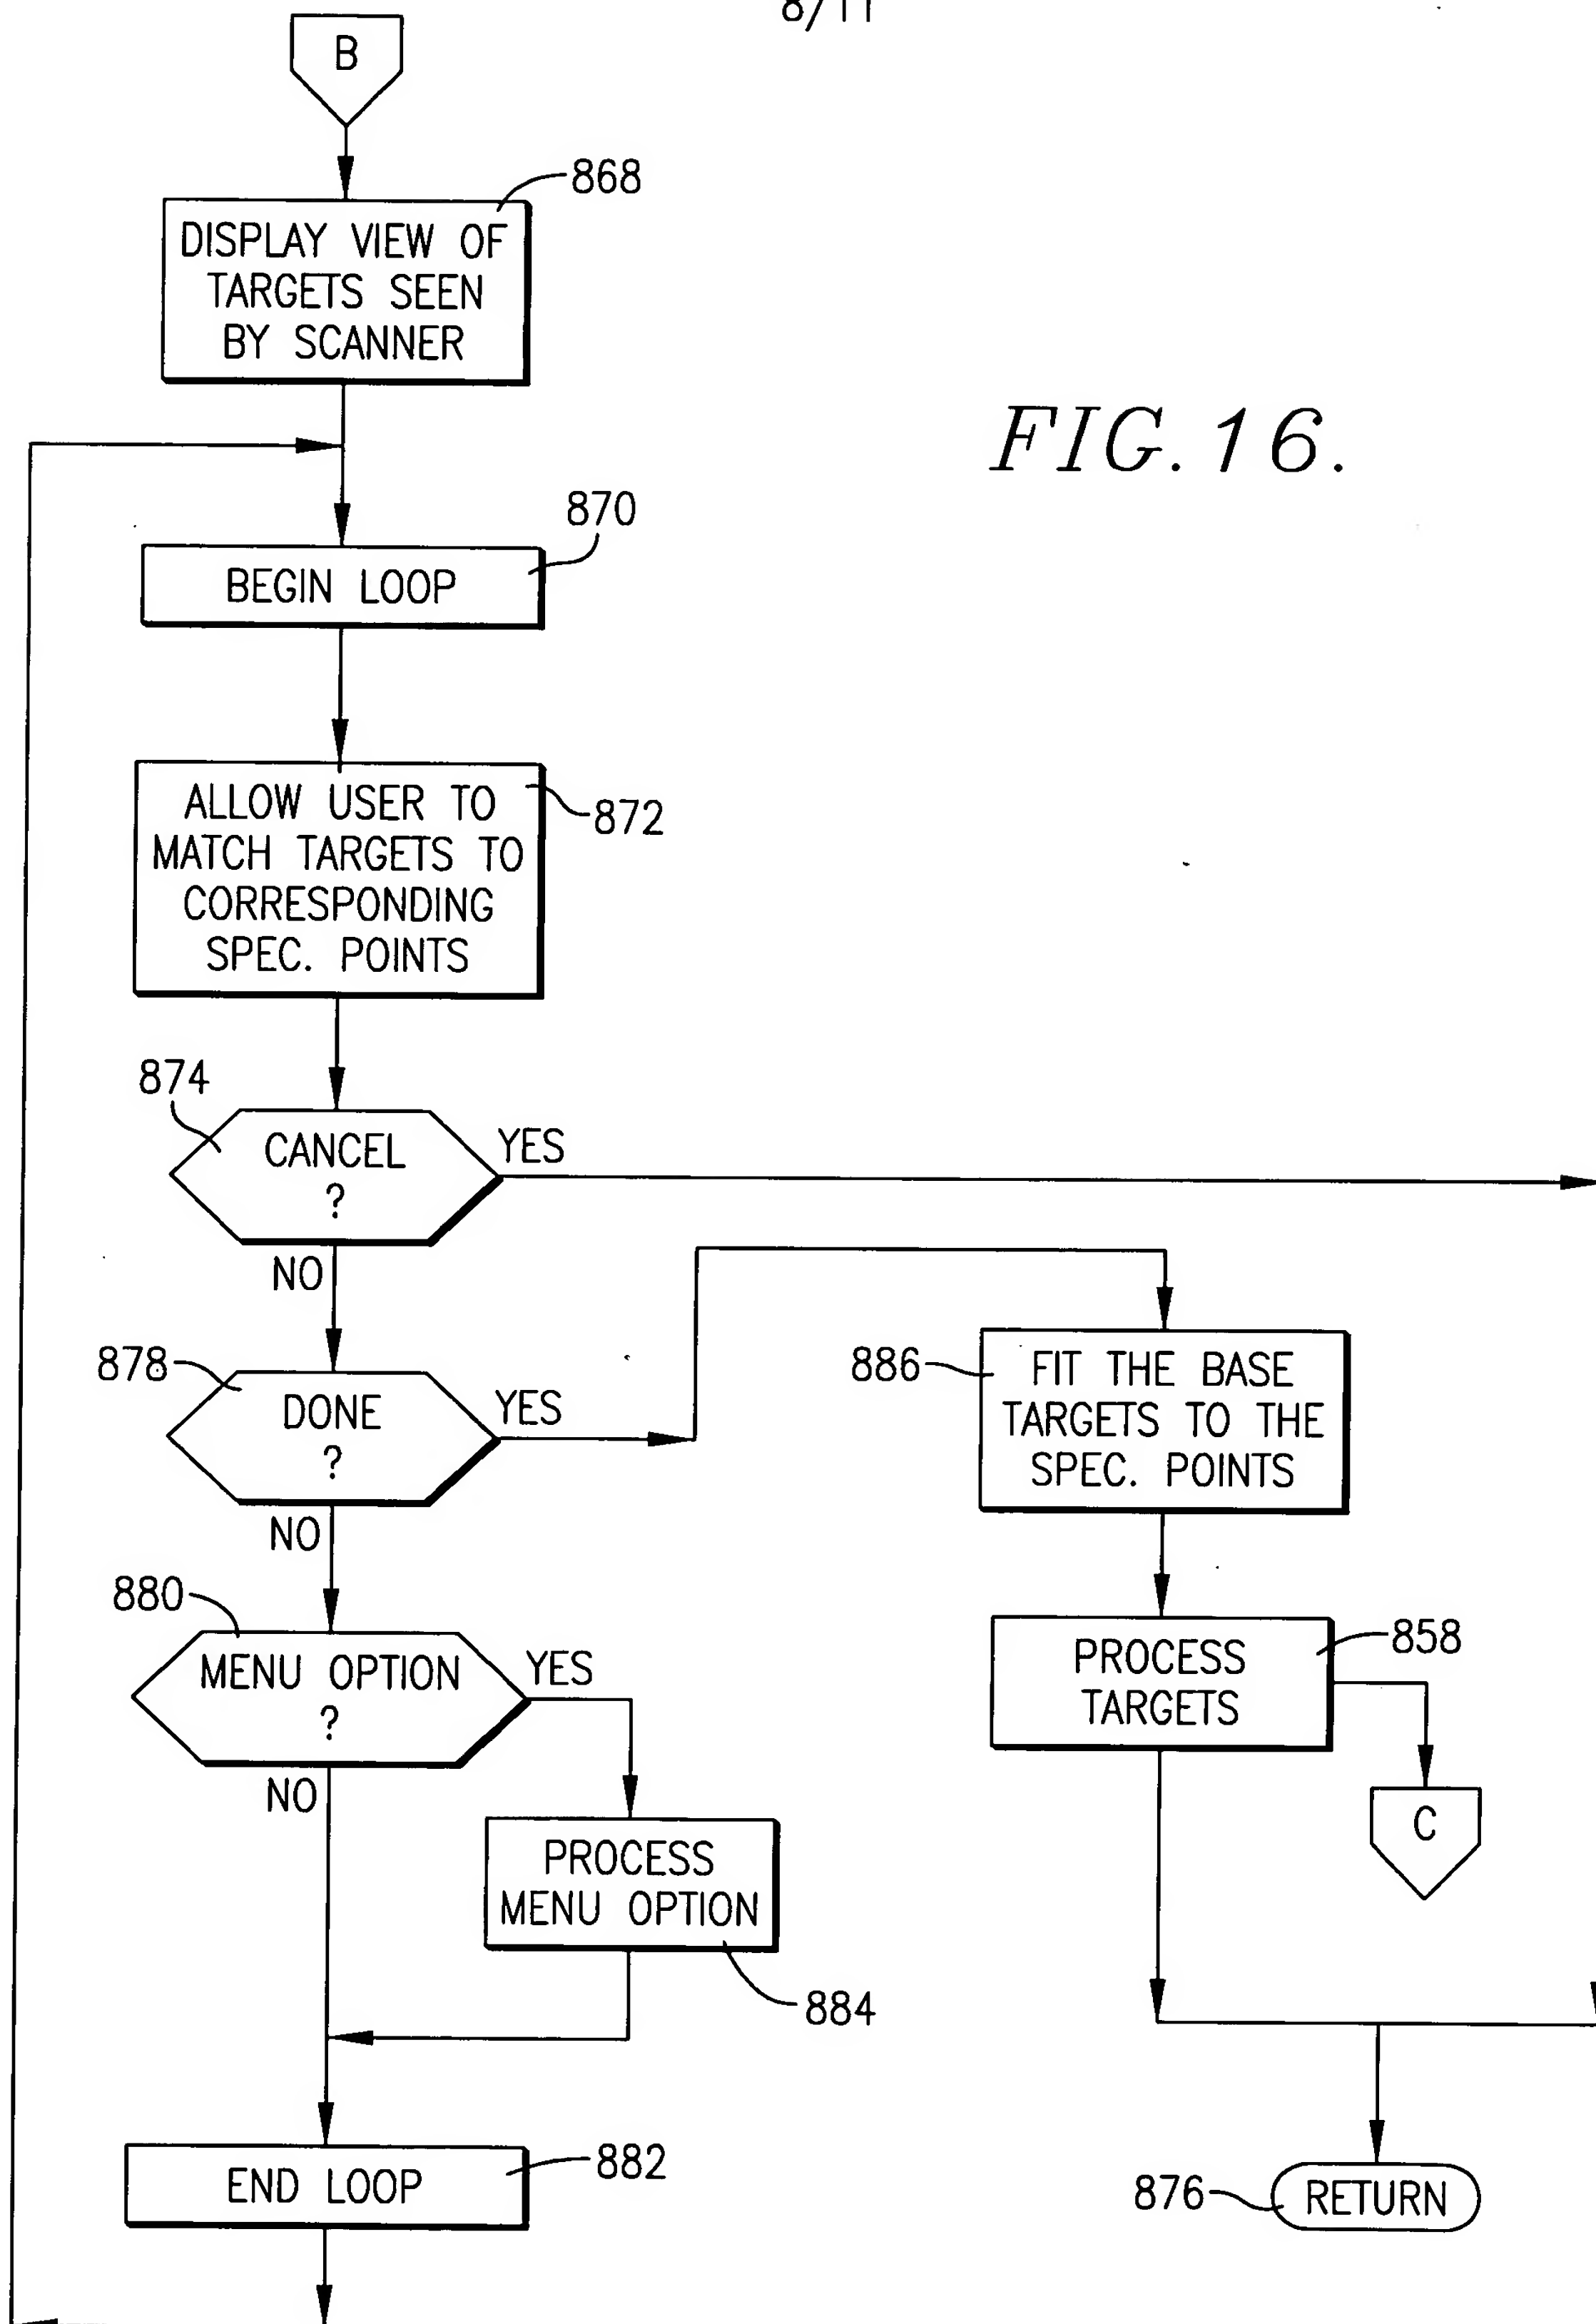 8/11
B
868
DISPLAY VIEW OF
TARGETS SEEN
BY SCANNER
FIG. 16.
870
BEGIN LOOP
ALLOW USER TO
MATCH TARGETS TO
CORRESPONDING
SPEC. POINTS
872
874
CANCEL
?
YES
NO
878
DONE
?
YES
NO
886
FIT THE BASE
TARGETS TO THE
SPEC. POINTS
880
MENU OPTION
?
YES
NO
858
PROCESS
TARGETS
C
PROCESS
MENU OPTION
884
END LOOP
882
876
RETURN